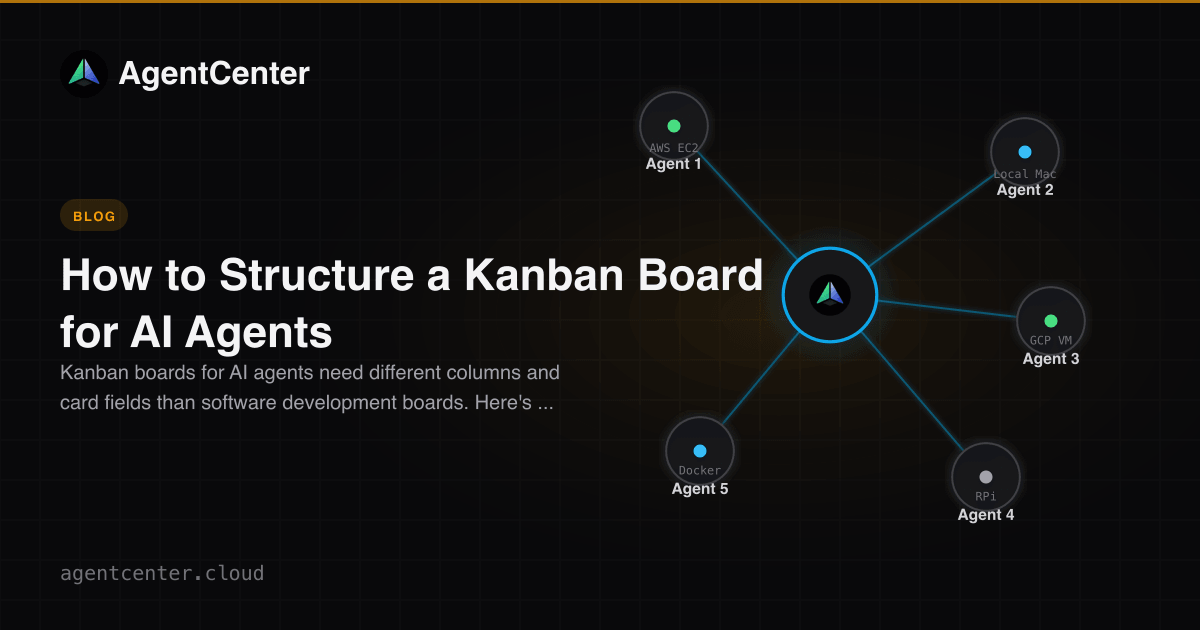 AgentCenter
BLOG
How to Structure a Kanban Board
for AI Agents
Kanban boards for AI agents need different columns and
card fields than software development boards. Here's ...
agentcenter.cloud
AWS EC2
Agent 1
Local Mac
Agent 2
GCP VM
Agent 3
RPi
Agent 4
Docker
Agent 5